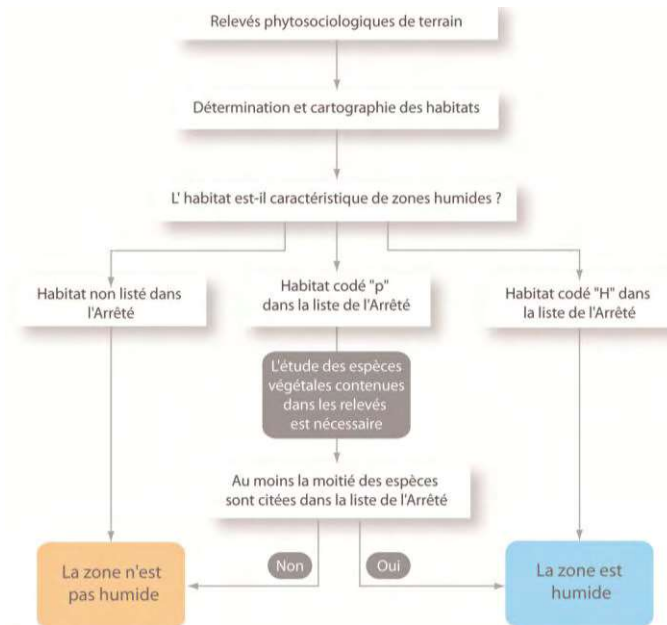 Relevés phytosociologiques de terrain
Détermination et cartographie des habitats
L' habitat est-il caractéristique de zones humides ?
Habitat non listé dans
l'Arrêté
Habitat codé "p"
dans la liste de l'Arrêté
Habitat codé "H" dans
la liste de l'Arrêté
L'étude des espèces
végétales contenues
dans les relevés
est nécessaire
Au moins la moitié des espèces
sont citées dans la liste de l'Arrêté
Non
Oui
La zone n'est
pas humide
La zone est
humide